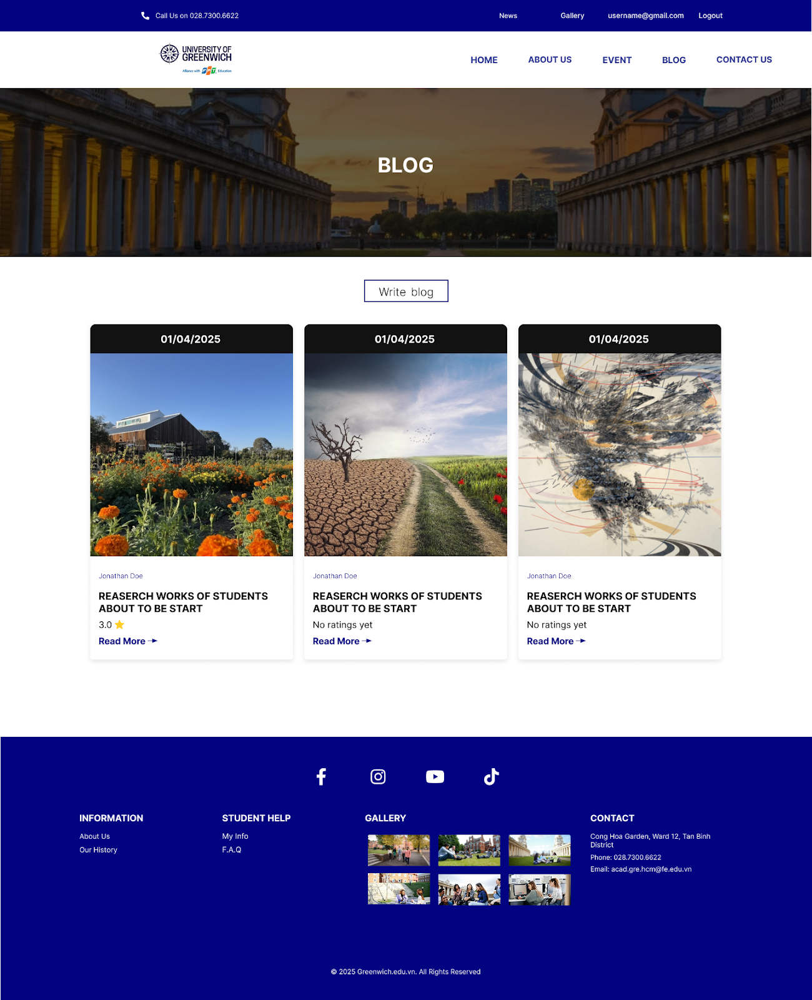 Call Us on 028.7300.6622
News
Gallery
username@gmail.com
Logout
UNIVERSITY OF
GREENWICH
Alliance with FPT. Education
HOME
ABOUT US
EVENT
BLOG
CONTACT US
BLOG
Write blog
01/04/2025
Jonathan Doe
REASERCH WORKS OF STUDENTS
ABOUT TO BE START
3.0
Read More
01/04/2025
Jonathan Doe
REASERCH WORKS OF STUDENTS
ABOUT TO BE START
No ratings yet
Read More
01/04/2025
Jonathan Doe
REASERCH WORKS OF STUDENTS
ABOUT TO BE START
No ratings yet
Read More
INFORMATION
About Us
Our History
STUDENT HELP
My Info
F.A.Q
GALLERY
CONTACT
Cong Hoa Garden, Ward 12, Tan Binh
District
Phone: 028.7300.6622
Email: acad.gre.hcm@fe.edu.vn
© 2025 Greenwich.edu.vn. All Rights Reserved